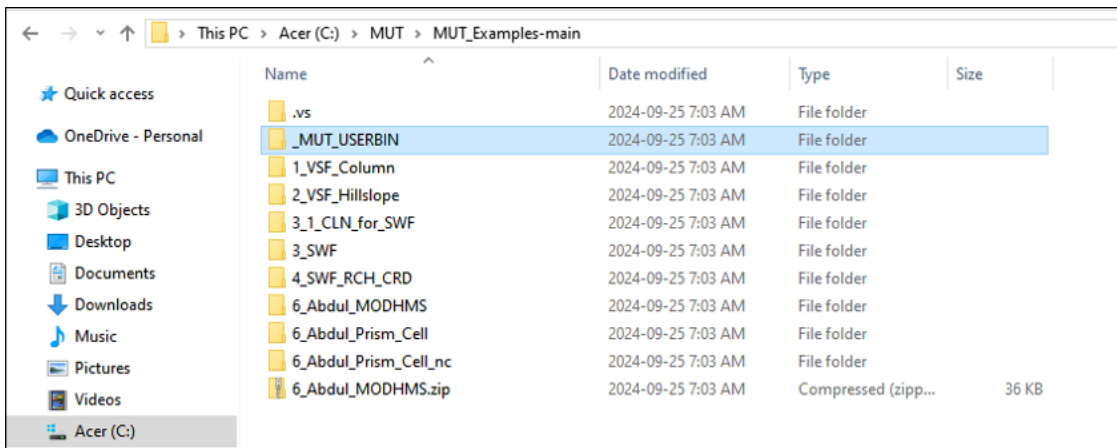 This PC > Acer (C:) > MUT > MUT_Examples-main
Name Date modified Type Size
Quick access
OneDrive - Personal
This PC
3D Objects
Desktop
Documents
Downloads
Music
Pictures
Videos
Acer (C:)
.vs 2024-09-25 7:03 AM File folder
_MUT_USERBIN 2024-09-25 7:03 AM File folder
1_VSF_Column 2024-09-25 7:03 AM File folder
2_VSF_Hillslope 2024-09-25 7:03 AM File folder
3_1_CLN_for_SWF 2024-09-25 7:03 AM File folder
3_SWF 2024-09-25 7:03 AM File folder
4_SWF_RCH_CRD 2024-09-25 7:03 AM File folder
6_Abdul_MODHMS 2024-09-25 7:03 AM File folder
6_Abdul_Prism_Cell 2024-09-25 7:03 AM File folder
6_Abdul_Prism_Cell_nc 2024-09-25 7:03 AM File folder
6_Abdul_MODHMS.zip 2024-09-25 7:03 AM Compressed (zipp... 36 KB